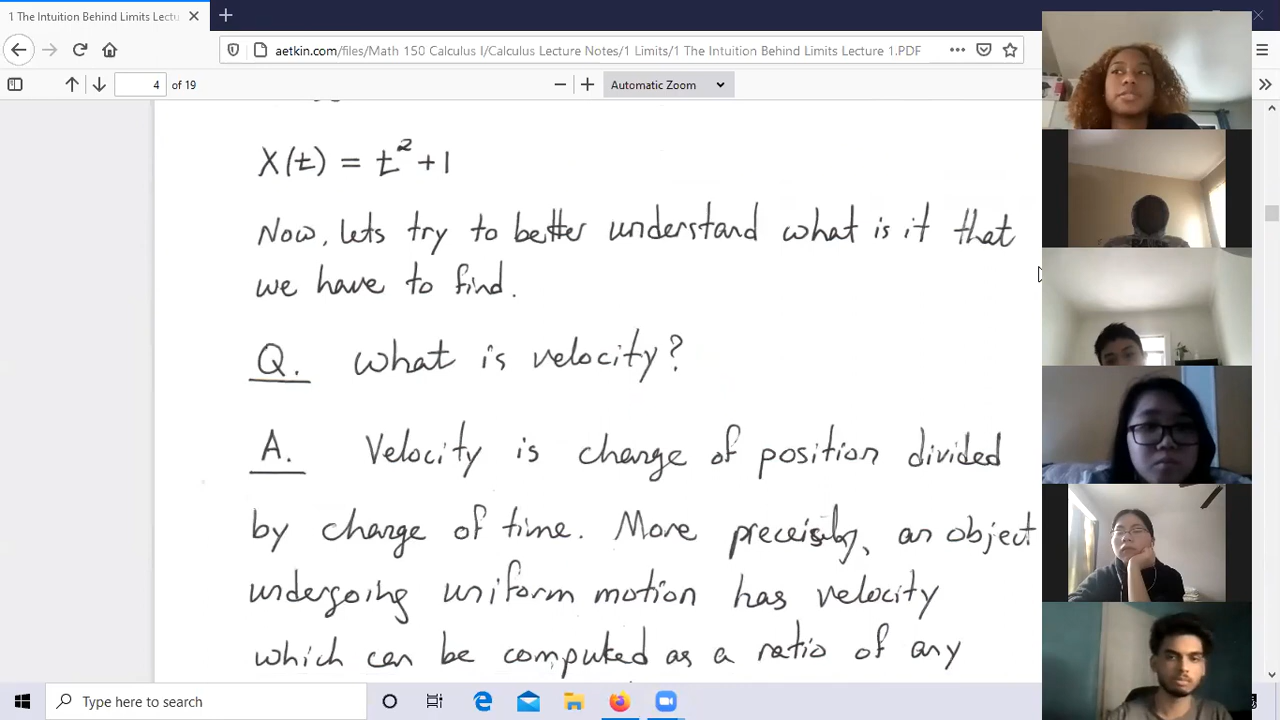 1 The Intuition Behind Limits Lectu
aetkin.com/files/Math 150 Calculus I/Calculus Lecture Notes/1 Limits/1 The Intuition Behind Limits Lecture 1.PDF
4 of 19
Automatic Zoom
X(t) = t² + 1
Now, lets try to better understand what is it that
we have to find.
Q. What is velocity?
A. Velocity is change of position divided
by change of time. More precisely, an object
undergoing uniform motion has velocity
which can be computed as a ratio of any
Type here to search